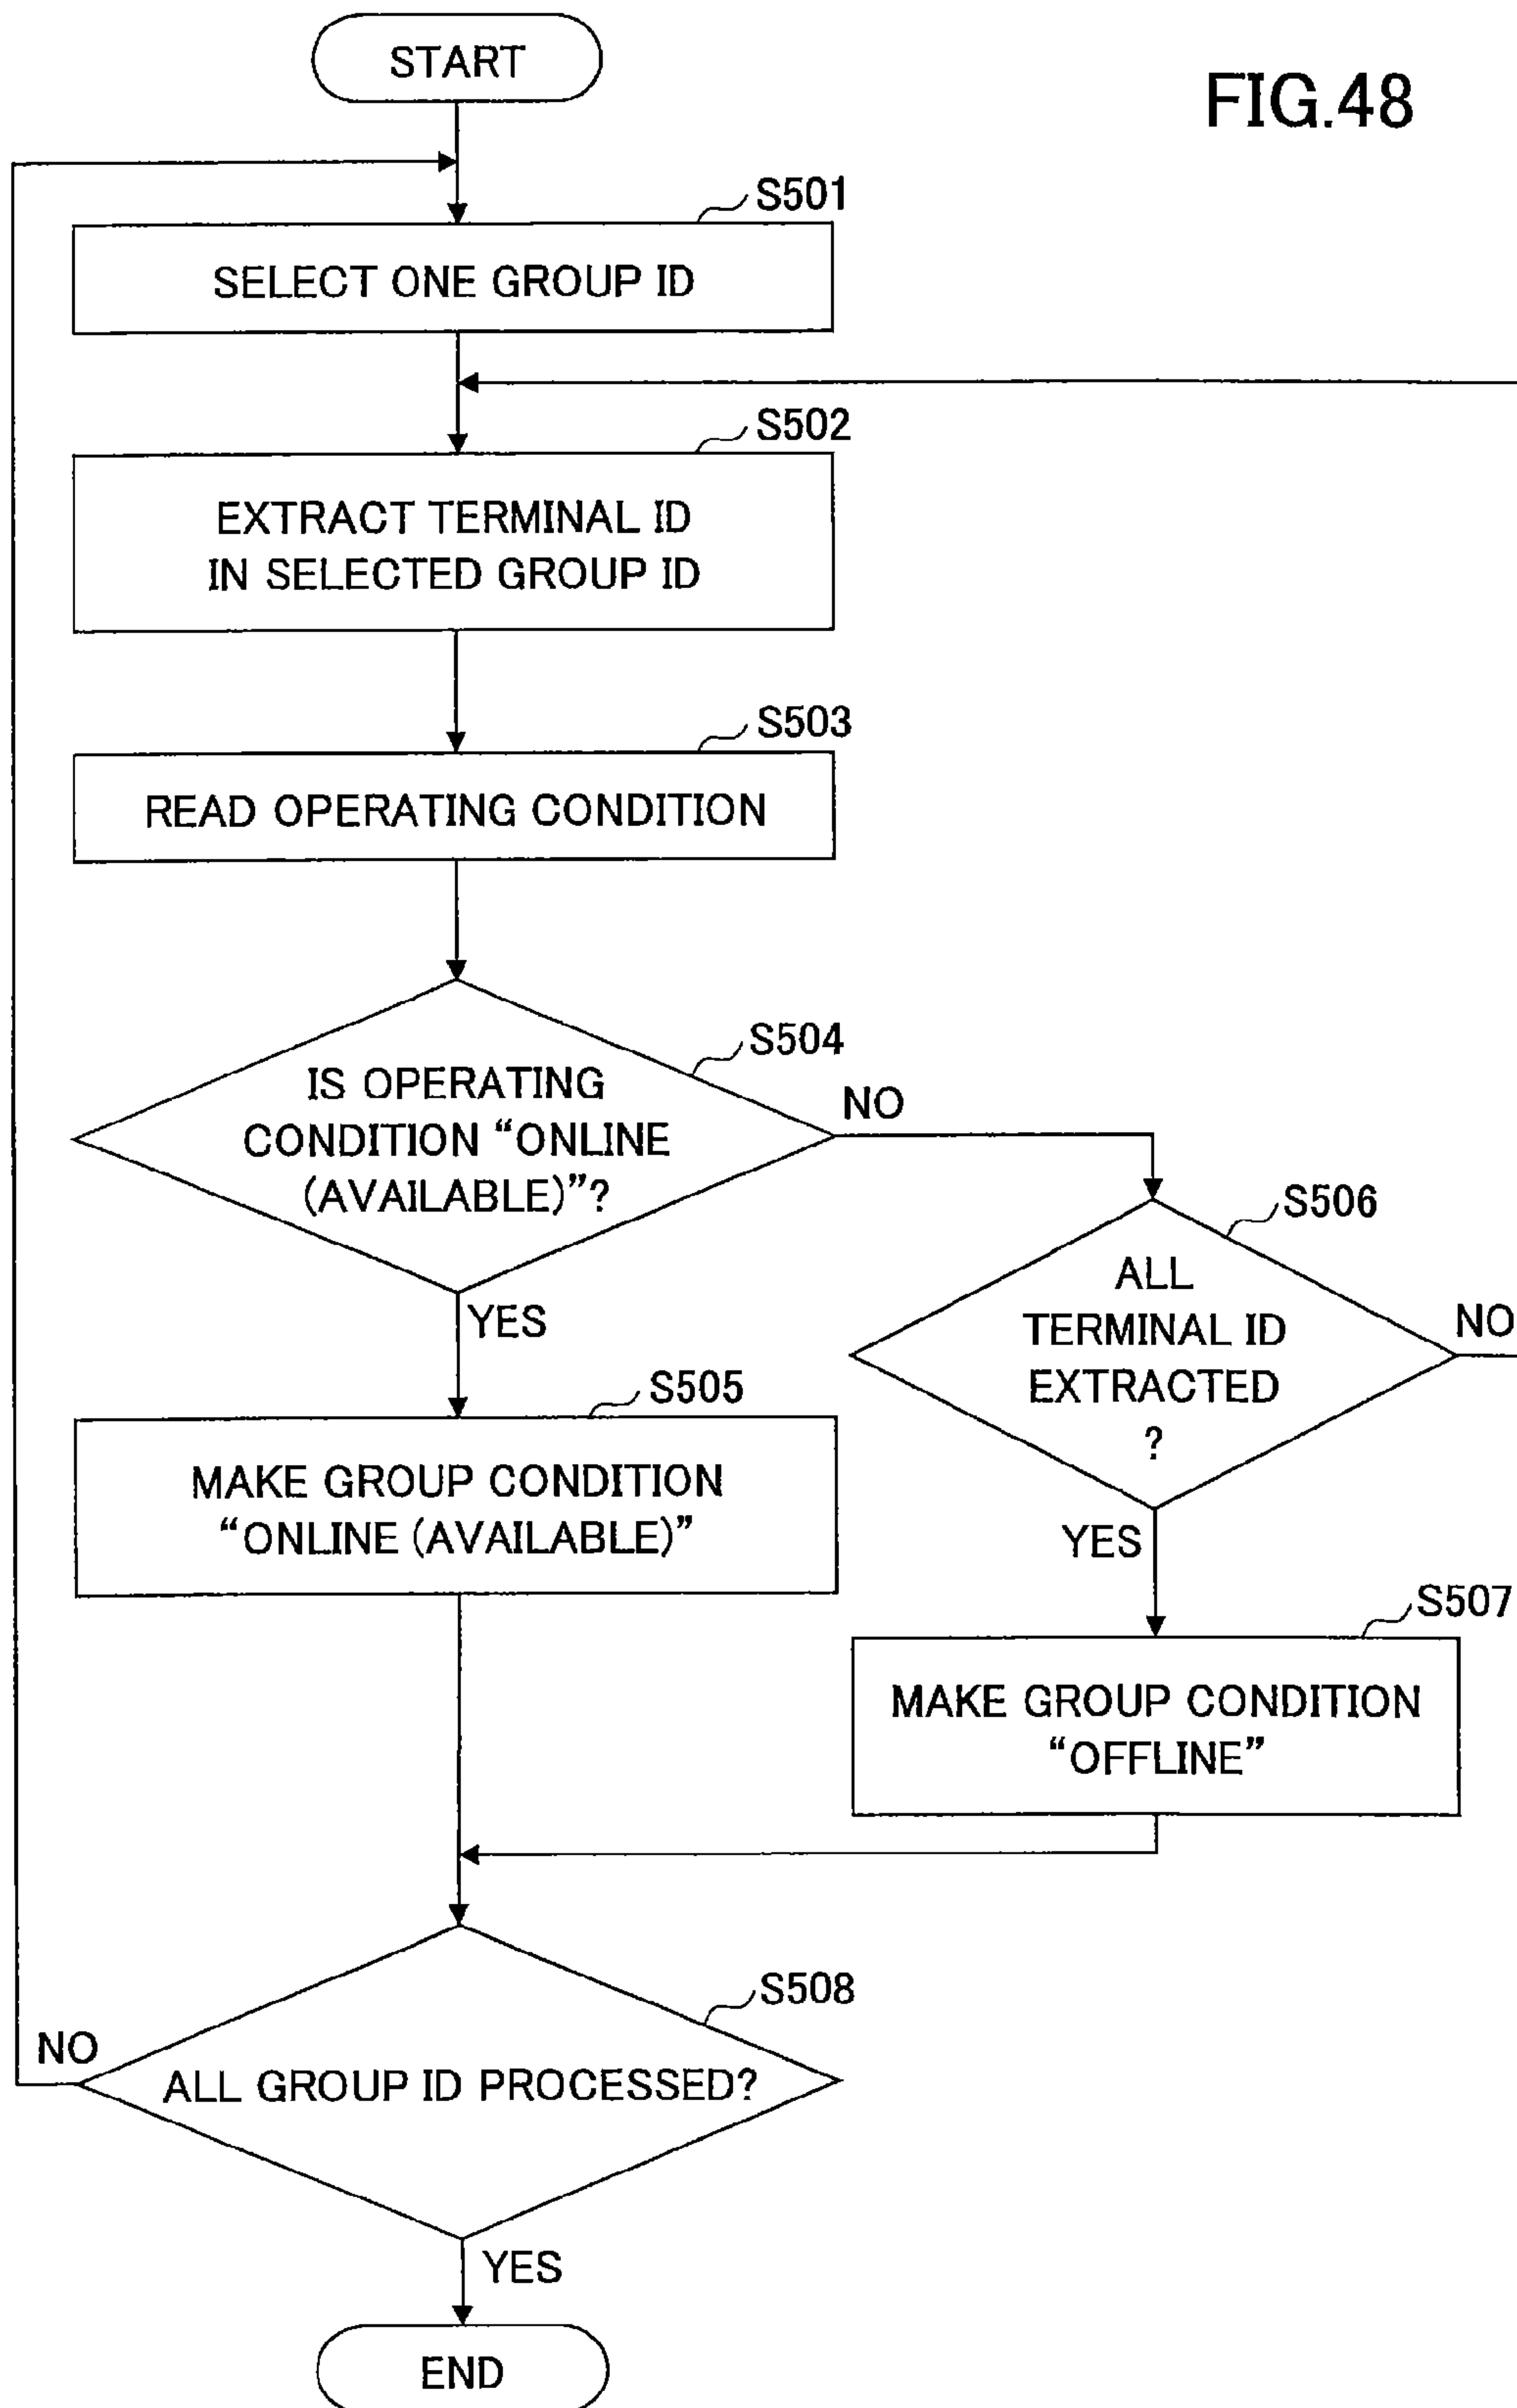 START
FIG.48
S501
SELECT ONE GROUP ID
S502
EXTRACT TERMINAL ID
IN SELECTED GROUP ID
S503
READ OPERATING CONDITION
S504
IS OPERATING
CONDITION “ONLINE
(AVAILABLE)”?
NO
YES
S506
ALL
TERMINAL ID
EXTRACTED
?
NO
YES
S505
MAKE GROUP CONDITION
“ONLINE (AVAILABLE)”
S507
MAKE GROUP CONDITION
“OFFLINE”
S508
ALL GROUP ID PROCESSED?
NO
YES
END